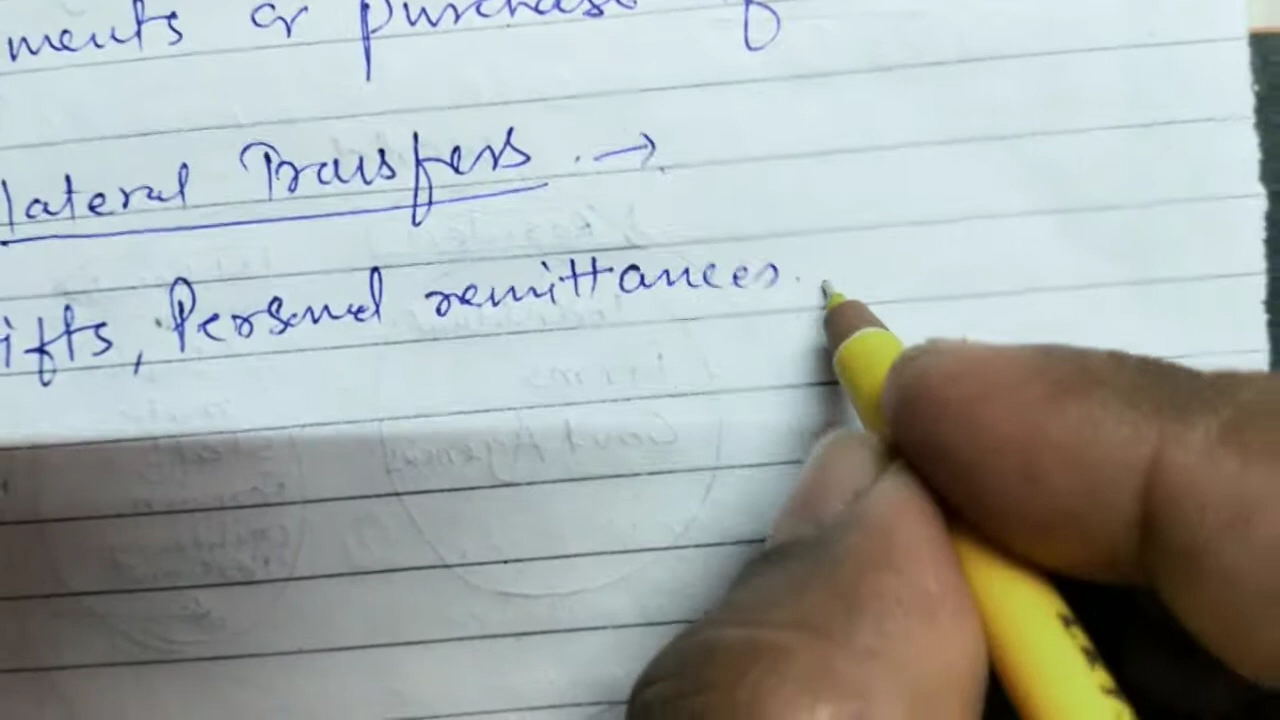 ments or purchase of
lateral Transfers . →
ifts, Personal remittances.